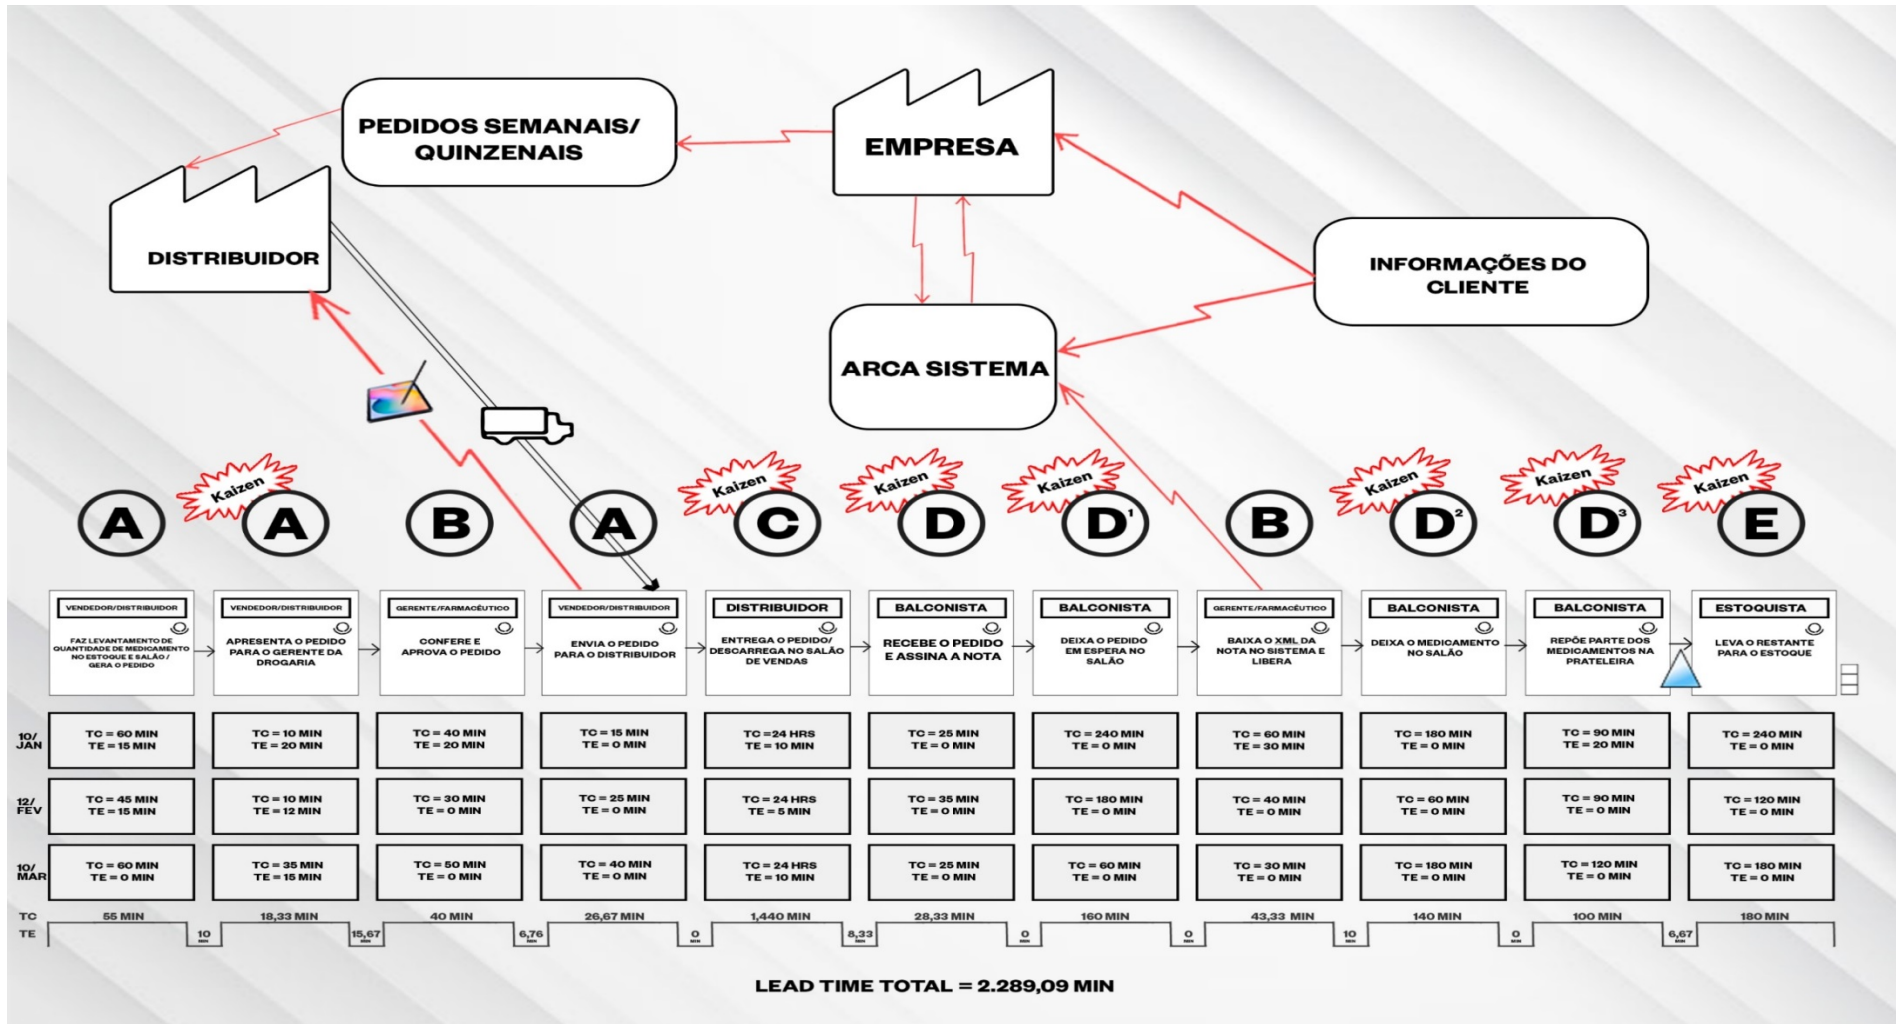 PEDIDOS SEMANAIS/
QUINZENAIS
EMPRESA
DISTRIBUIDOR
INFORMAÇÕES DO
CLIENTE
ARCA SISTEMA
Kaizen
Kaizen
Kaizen
Kaizen
Kaizen
Kaizen
Kaizen
A
A
B
A
C
D
D¹
B
D²
D³
E
VENDEDOR/DISTRIBUIDOR
FAZ LEVANTAMENTO DE
QUANTIDADE DE MEDICAMENTO
NO ESTOQUE E SALÃO /
GERA O PEDIDO
VENDEDOR/DISTRIBUIDOR
APRESENTA O PEDIDO
PARA O GERENTE DA
DROGARIA
GERENTE/FARMACÊUTICO
CONFERE E
APROVA O PEDIDO
VENDEDOR/DISTRIBUIDOR
ENVIA O PEDIDO
PARA O DISTRIBUIDOR
DISTRIBUIDOR
ENTREGA O PEDIDO/
DESCARREGA NO SALÃO
DE VENDAS
BALCONISTA
RECEBE O PEDIDO
E ASSINA A NOTA
BALCONISTA
DEIXA O PEDIDO
EM ESPERA NO
SALÃO
GERENTE/FARMACÊUTICO
BAIXA O XML DA
NOTA NO SISTEMA E
LIBERA
BALCONISTA
DEIXA O MEDICAMENTO
NO SALÃO
BALCONISTA
REPÕE PARTE DOS
MEDICAMENTOS NA
PRATELEIRA
ESTOQUISTA
LEVA O RESTANTE
PARA O ESTOQUE
10/
JAN
TC = 60 MIN
TE = 15 MIN
TC = 10 MIN
TE = 20 MIN
TC = 40 MIN
TE = 20 MIN
TC = 15 MIN
TE = 0 MIN
TC =24 HRS
TE = 10 MIN
TC = 25 MIN
TE = 0 MIN
TC = 240 MIN
TE = 0 MIN
TC = 60 MIN
TE = 30 MIN
TC = 180 MIN
TE = 0 MIN
TC = 90 MIN
TE = 20 MIN
TC = 240 MIN
TE = 0 MIN
12/
FEV
TC = 45 MIN
TE = 15 MIN
TC = 10 MIN
TE = 12 MIN
TC = 30 MIN
TE = 0 MIN
TC = 25 MIN
TE = 0 MIN
TC = 24 HRS
TE = 5 MIN
TC = 35 MIN
TE = 0 MIN
TC = 180 MIN
TE = 0 MIN
TC = 40 MIN
TE = 0 MIN
TC = 60 MIN
TE = 0 MIN
TC = 90 MIN
TE = 0 MIN
TC = 120 MIN
TE = 0 MIN
10/
MAR
TC = 60 MIN
TE = 0 MIN
TC = 35 MIN
TE = 15 MIN
TC = 50 MIN
TE = 0 MIN
TC = 40 MIN
TE = 0 MIN
TC = 24 HRS
TE = 10 MIN
TC = 25 MIN
TE = 0 MIN
TC = 60 MIN
TE = 0 MIN
TC = 30 MIN
TE = 0 MIN
TC = 180 MIN
TE = 0 MIN
TC = 120 MIN
TE = 0 MIN
TC = 180 MIN
TE = 0 MIN
TC 55 MIN 18,33 MIN 40 MIN 26,67 MIN 1,440 MIN 28,33 MIN 160 MIN 43,33 MIN 140 MIN 100 MIN 180 MIN
TE 10 MIN 15,67 MIN 6,76 MIN 0 MIN 8,33 MIN 0 MIN 0 MIN 10 MIN 0 MIN 6,67 MIN
LEAD TIME TOTAL = 2.289,09 MIN